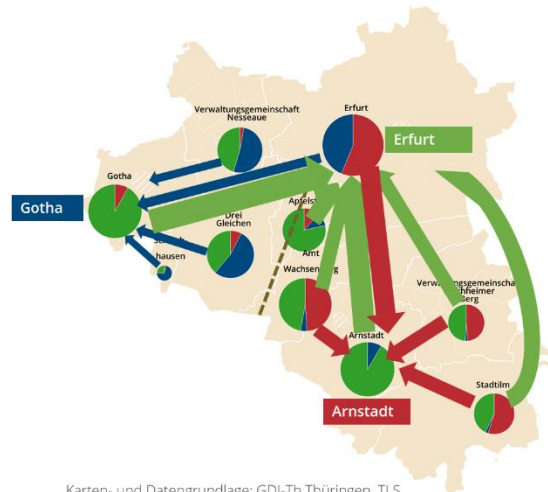 Verwaltungsgemeinschaft
Nesseaue
Erfurt
Erfurt
Gotha
Gotha
Drei
Gleichen
hausen
Amt
Wachsenburg
Arnstadt
Arnstadt
Stadtilm
Karten- und Datengrundlage: GDI-Th Thüringen, TLS